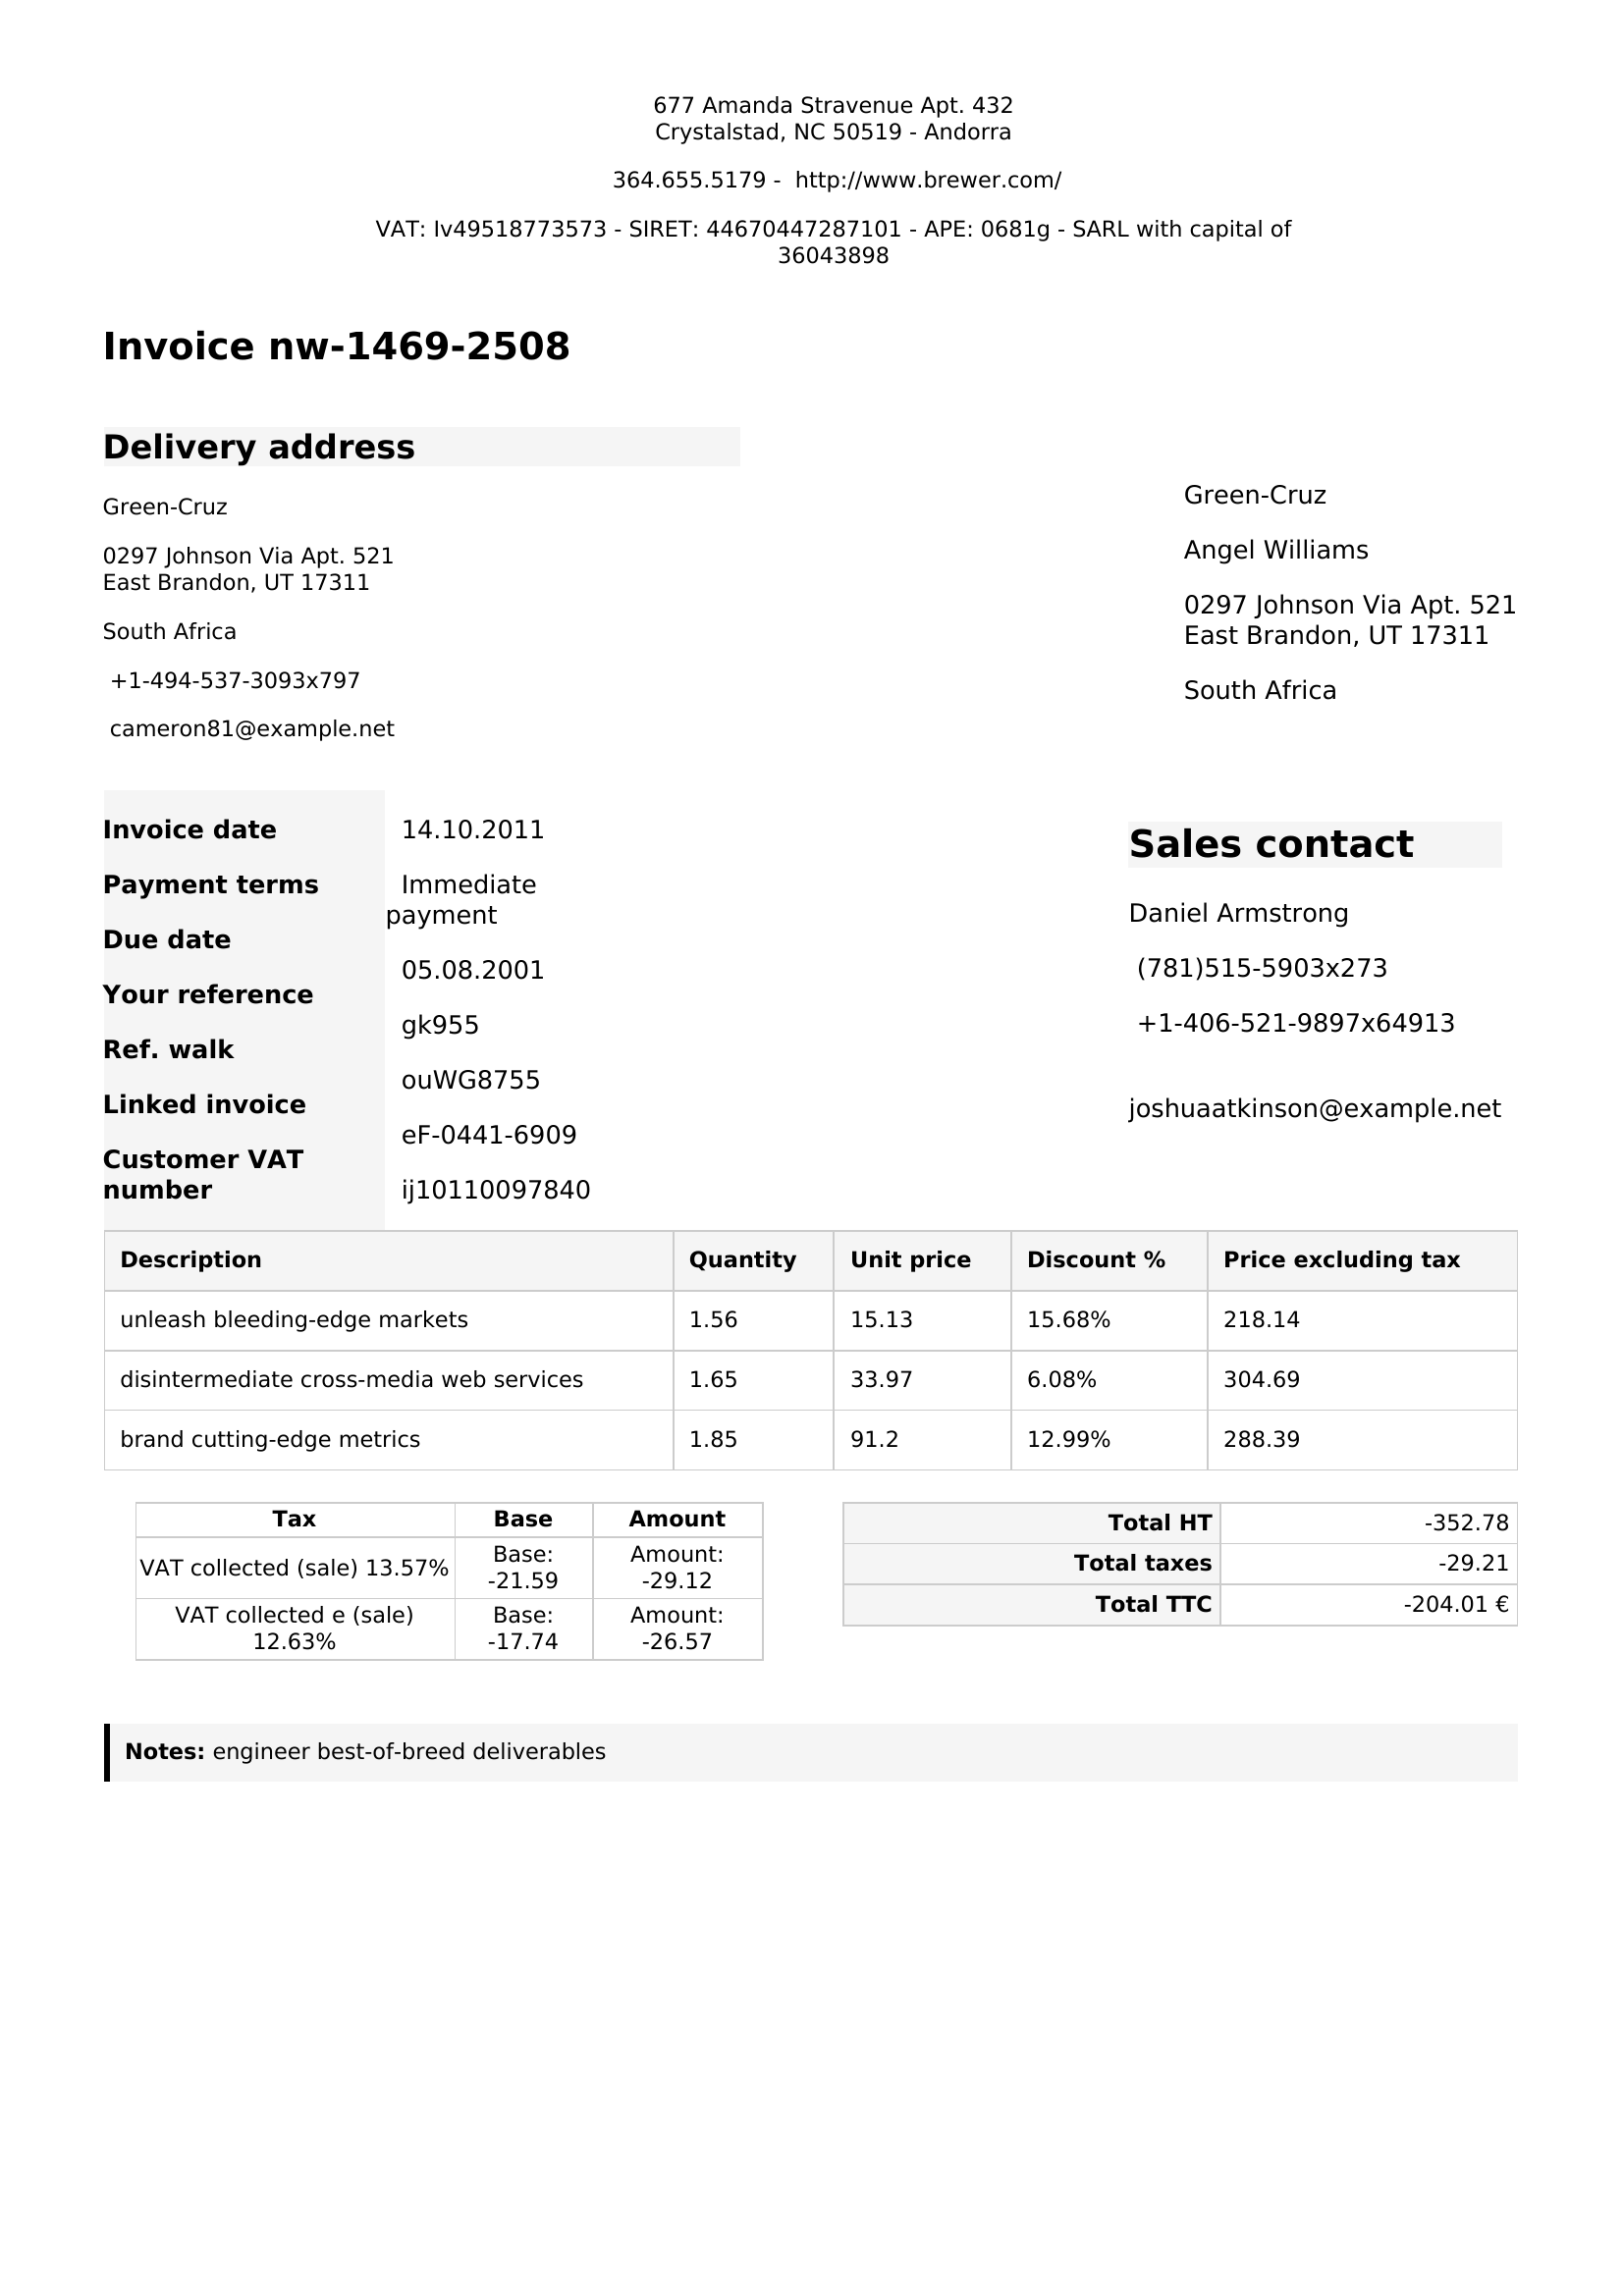 677 Amanda Stravenue Apt. 432
Crystalstad, NC 50519 - Andorra
364.655.5179 - http://www.brewer.com/
VAT: Iv49518773573 - SIRET: 44670447287101 - APE: 0681g - SARL with capital of
36043898
Invoice nw-1469-2508
Delivery address
Green-Cruz
0297 Johnson Via Apt. 521
East Brandon, UT 17311
South Africa
+1-494-537-3093x797
cameron81@example.net
Green-Cruz
Angel Williams
0297 Johnson Via Apt. 521
East Brandon, UT 17311
South Africa
Invoice date
Payment terms
Due date
Your reference
Ref. walk
Linked invoice
Customer VAT
number
14.10.2011
Immediate
payment
05.08.2001
gk955
ouWG8755
eF-0441-6909
ij10110097840
Sales contact
Daniel Armstrong
(781)515-5903x273
+1-406-521-9897x64913
joshuaatkinson@example.net
Description Quantity Unit price Discount % Price excluding tax
unleash bleeding-edge markets 1.56 15.13 15.68% 218.14
disintermediate cross-media web services 1.65 33.97 6.08% 304.69
brand cutting-edge metrics 1.85 91.2 12.99% 288.39
Tax Base Amount
VAT collected (sale) 13.57% Base: -21.59 Amount: -29.12
VAT collected e (sale) 12.63% Base: -17.74 Amount: -26.57
Total HT -352.78
Total taxes -29.21
Total TTC -204.01 €
Notes: engineer best-of-breed deliverables